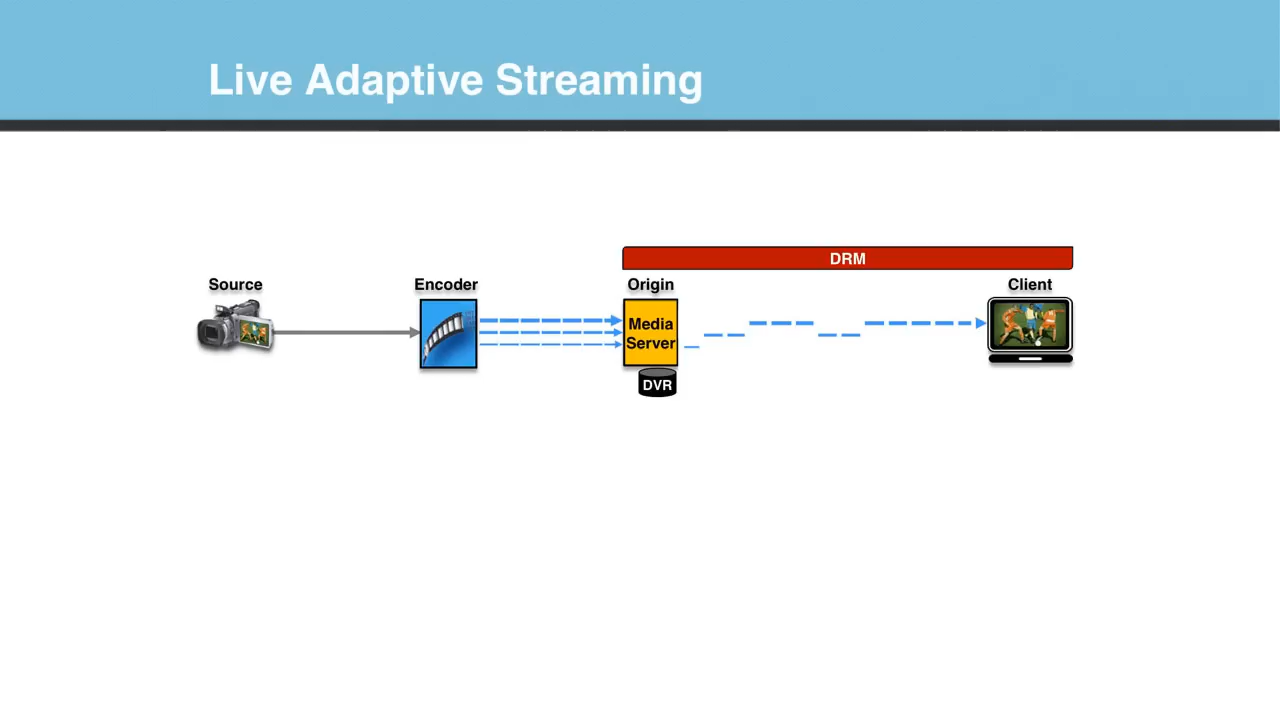 Live Adaptive Streaming
DRM
Source
Encoder
Origin
Client
Media
Server
DVR